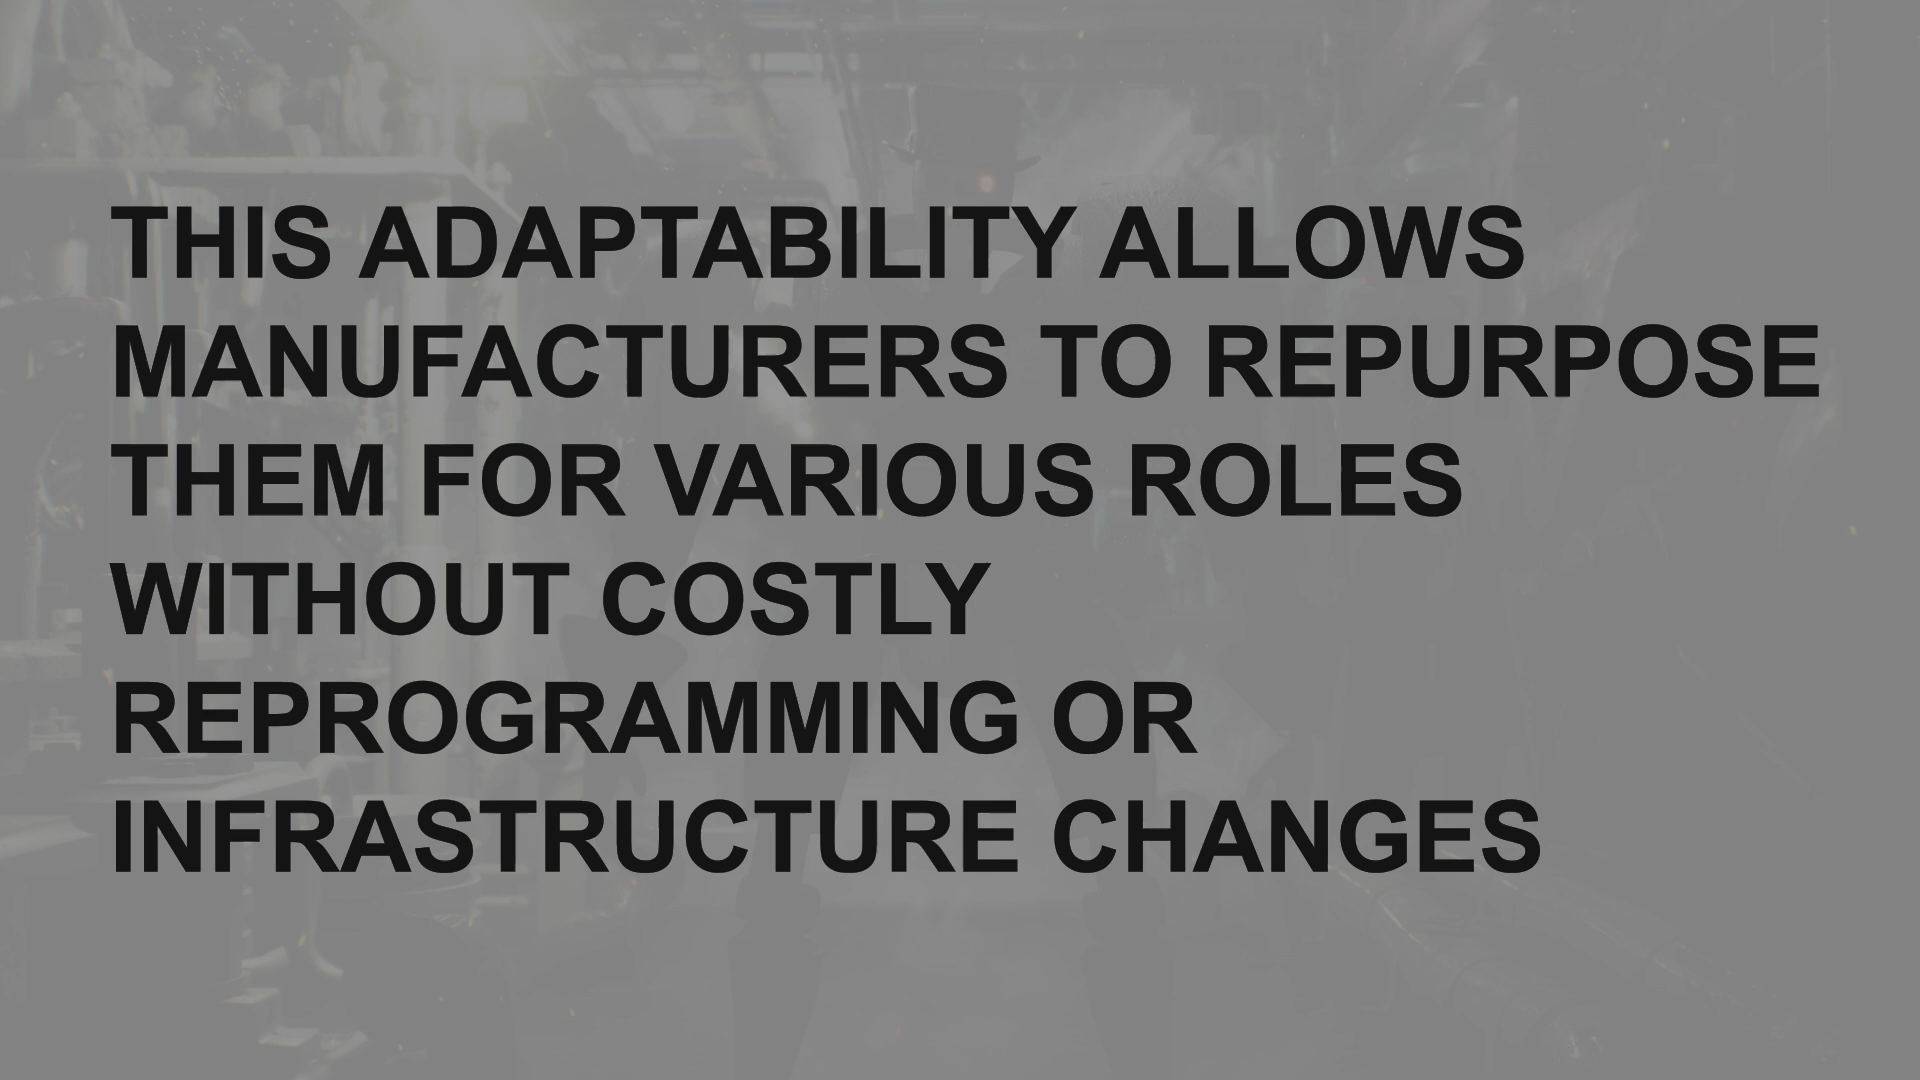 THIS ADAPTABILITY ALLOWS
MANUFACTURERS TO REPURPOSE
THEM FOR VARIOUS ROLES
WITHOUT COSTLY
REPROGRAMMING OR
INFRASTRUCTURE CHANGES